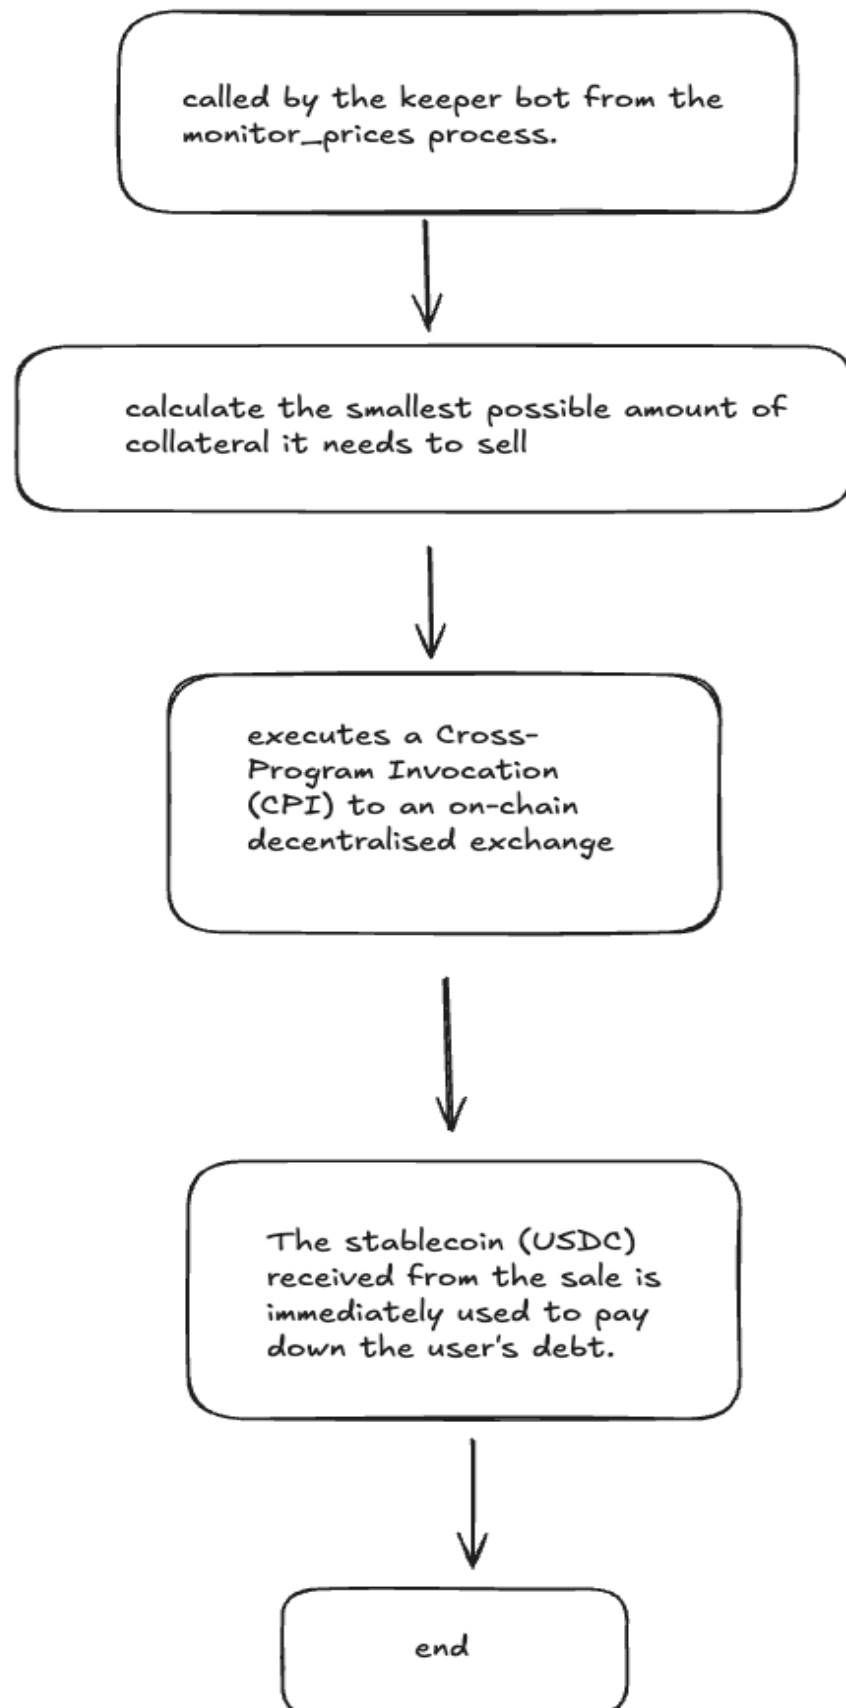 called by the keeper bot from the
monitor_prices process.
calculate the smallest possible amount of
collateral it needs to sell
executes a Cross-
Program Invocation
(CPI) to an on-chain
decentralised exchange
The stablecoin (USDC)
received from the sale is
immediately used to pay
down the user's debt.
end